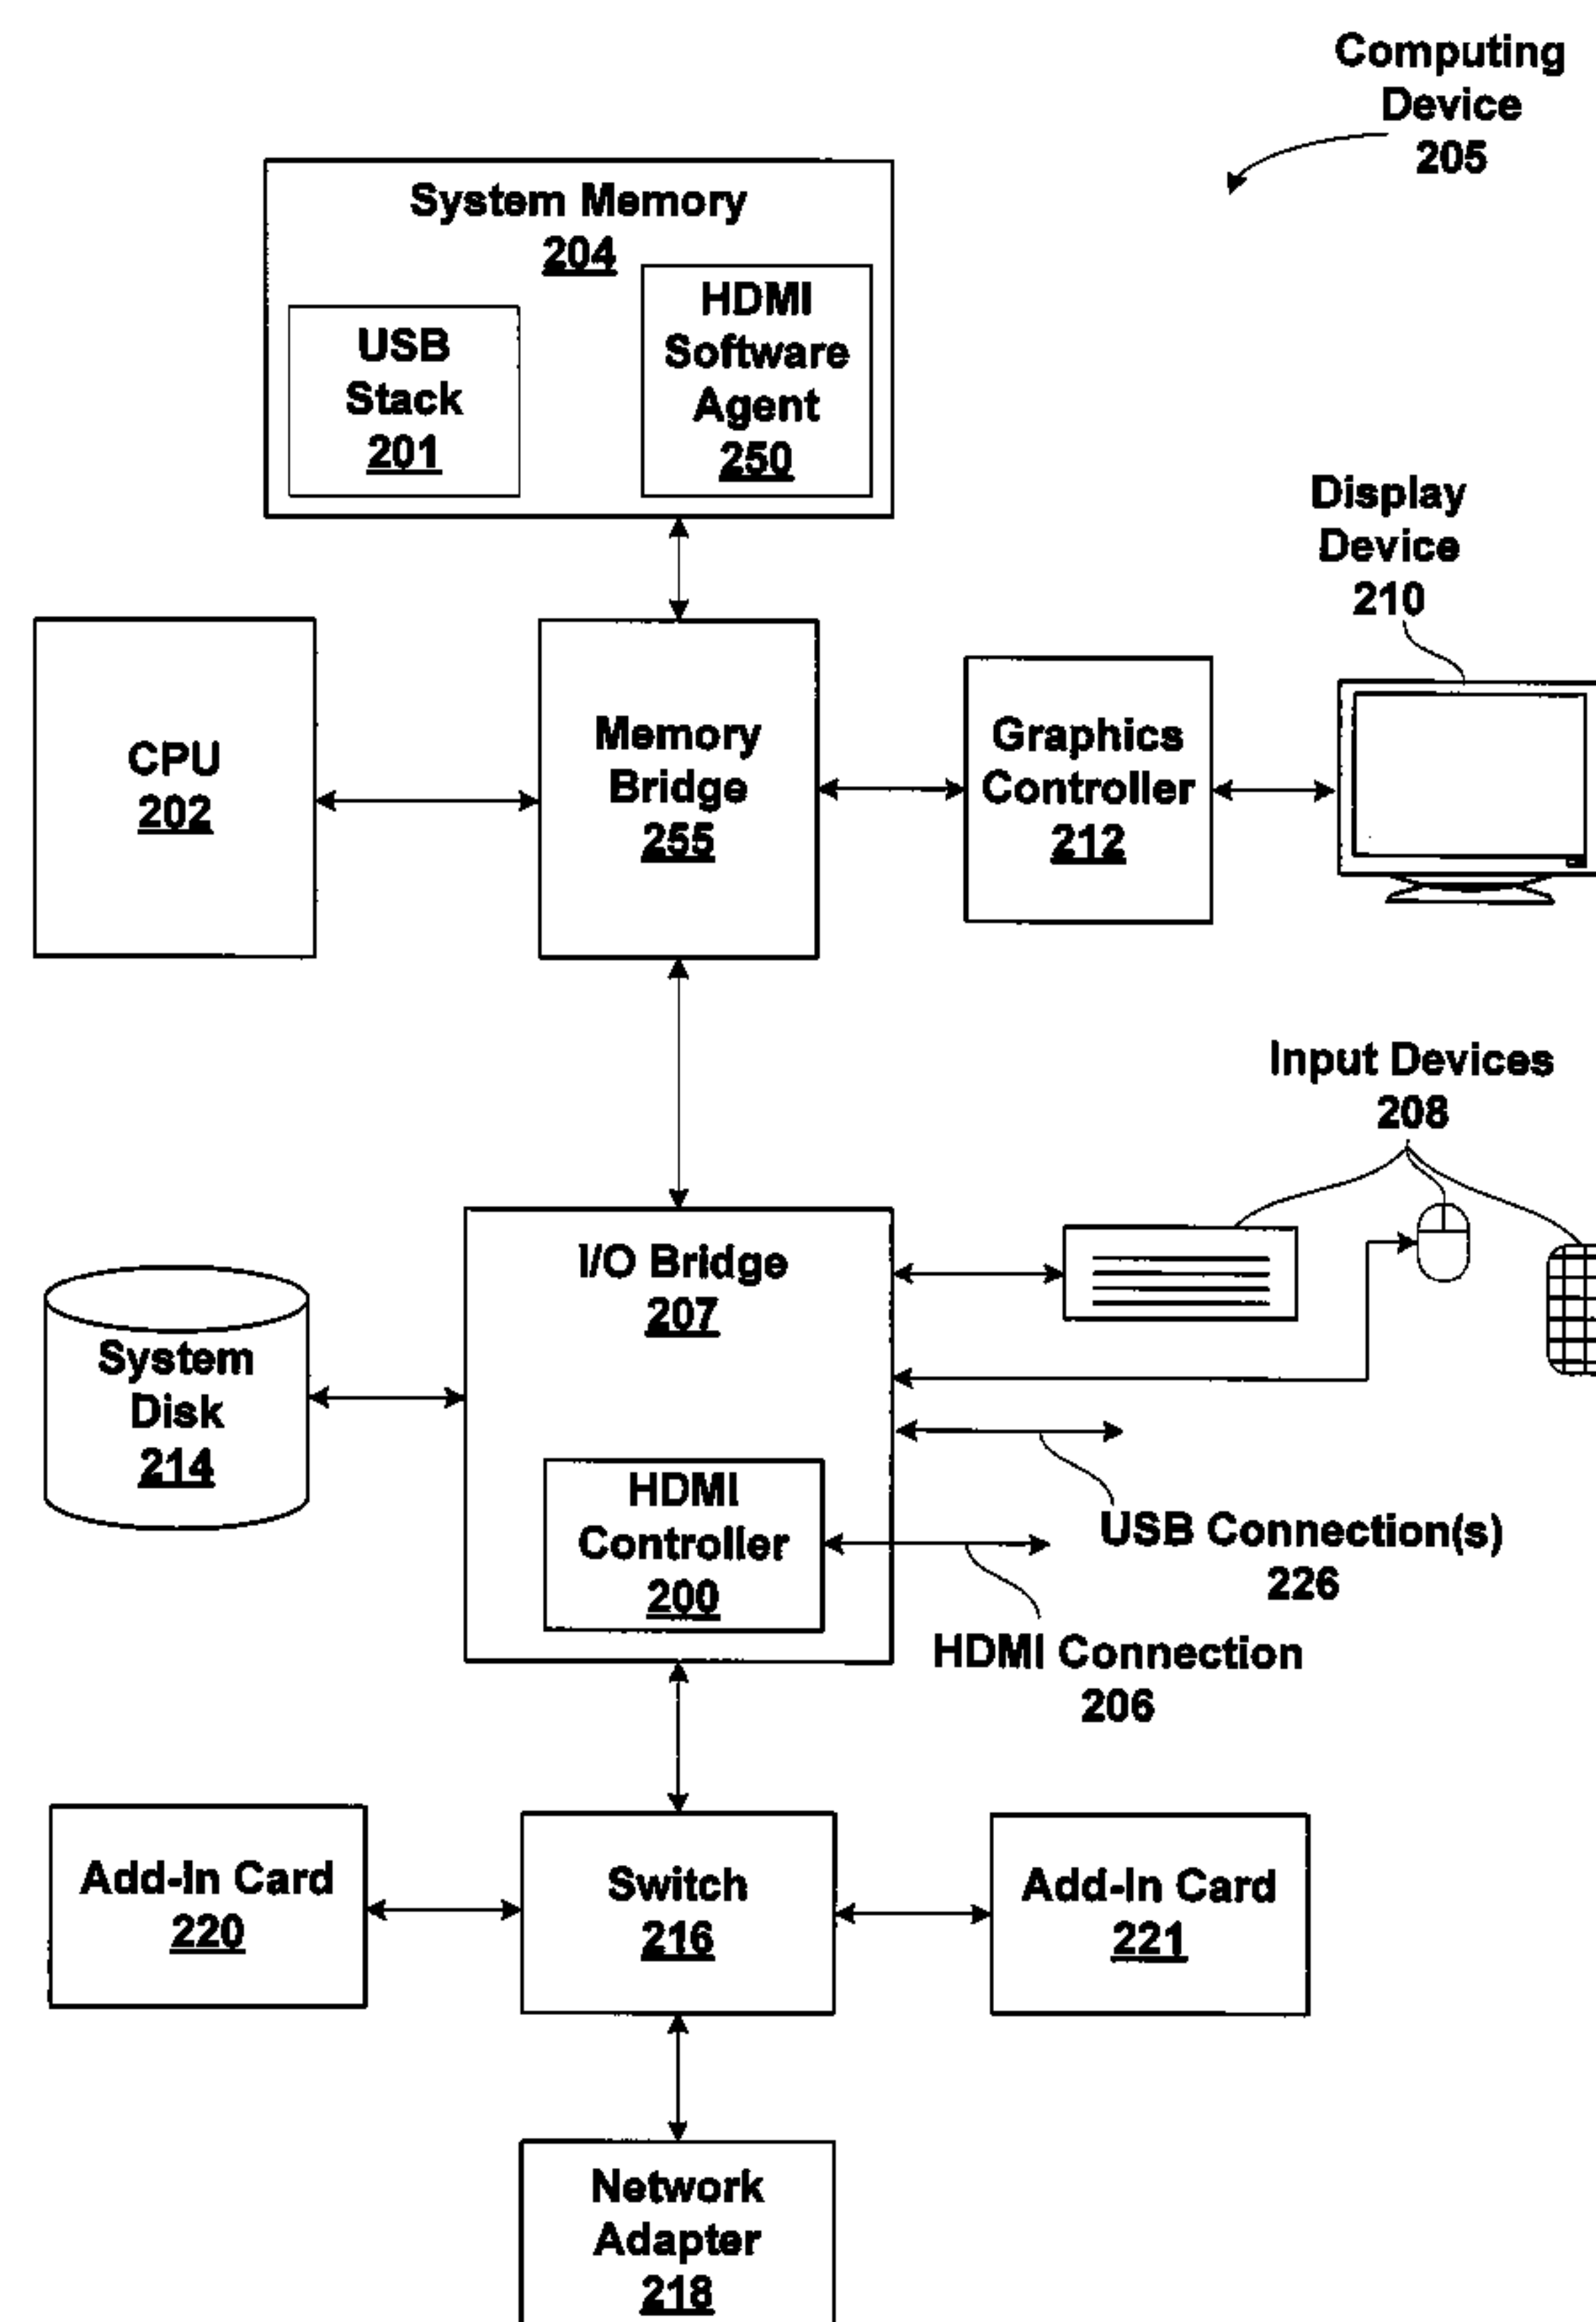 Computing
Device
205
System Memory
204
USB
Stack
201
HDMI
Software
Agent
250
Display
Device
210
CPU
202
Memory
Bridge
255
Graphics
Controller
212
Input Devices
208
I/O Bridge
207
System
Disk
214
HDMI
Controller
200
USB Connection(s)
226
HDMI Connection
206
Add-In Card
220
Switch
216
Add-In Card
221
Network
Adapter
218